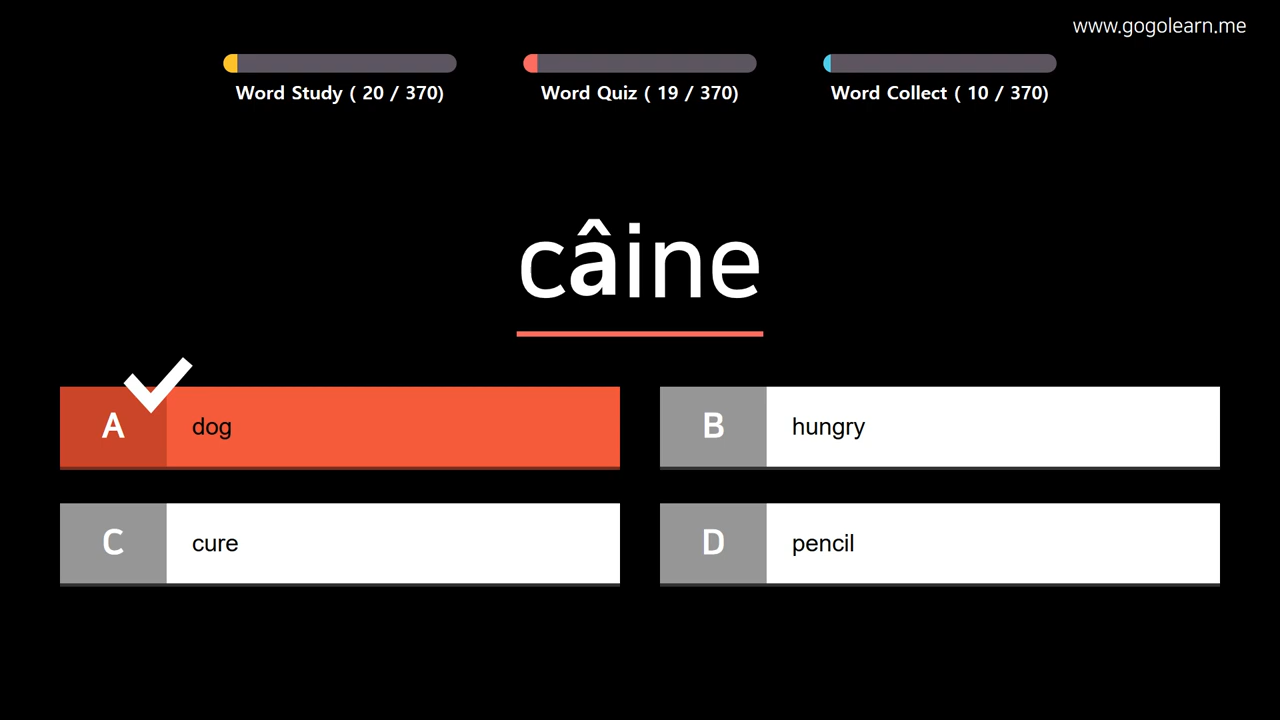 www.gogolearn.me
Word Study ( 20 / 370)
Word Quiz ( 19 / 370)
Word Collect ( 10 / 370)
câine
A dog
B hungry
C cure
D pencil